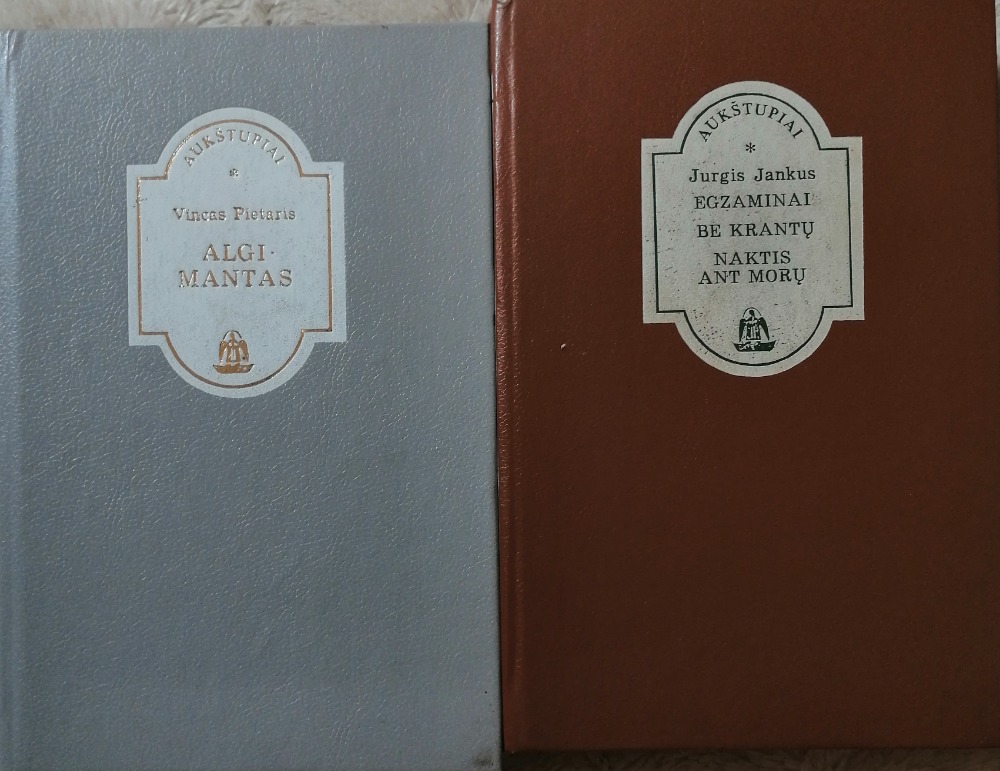 AUKŠTUPIAI
*
Vincas Pietaris
ALGI-
MANTAS
AUKŠTUPIAI
*
Jurgis Jankus
EGZAMINAI
BE KRANTŲ
NAKTIS
ANT MORŲ